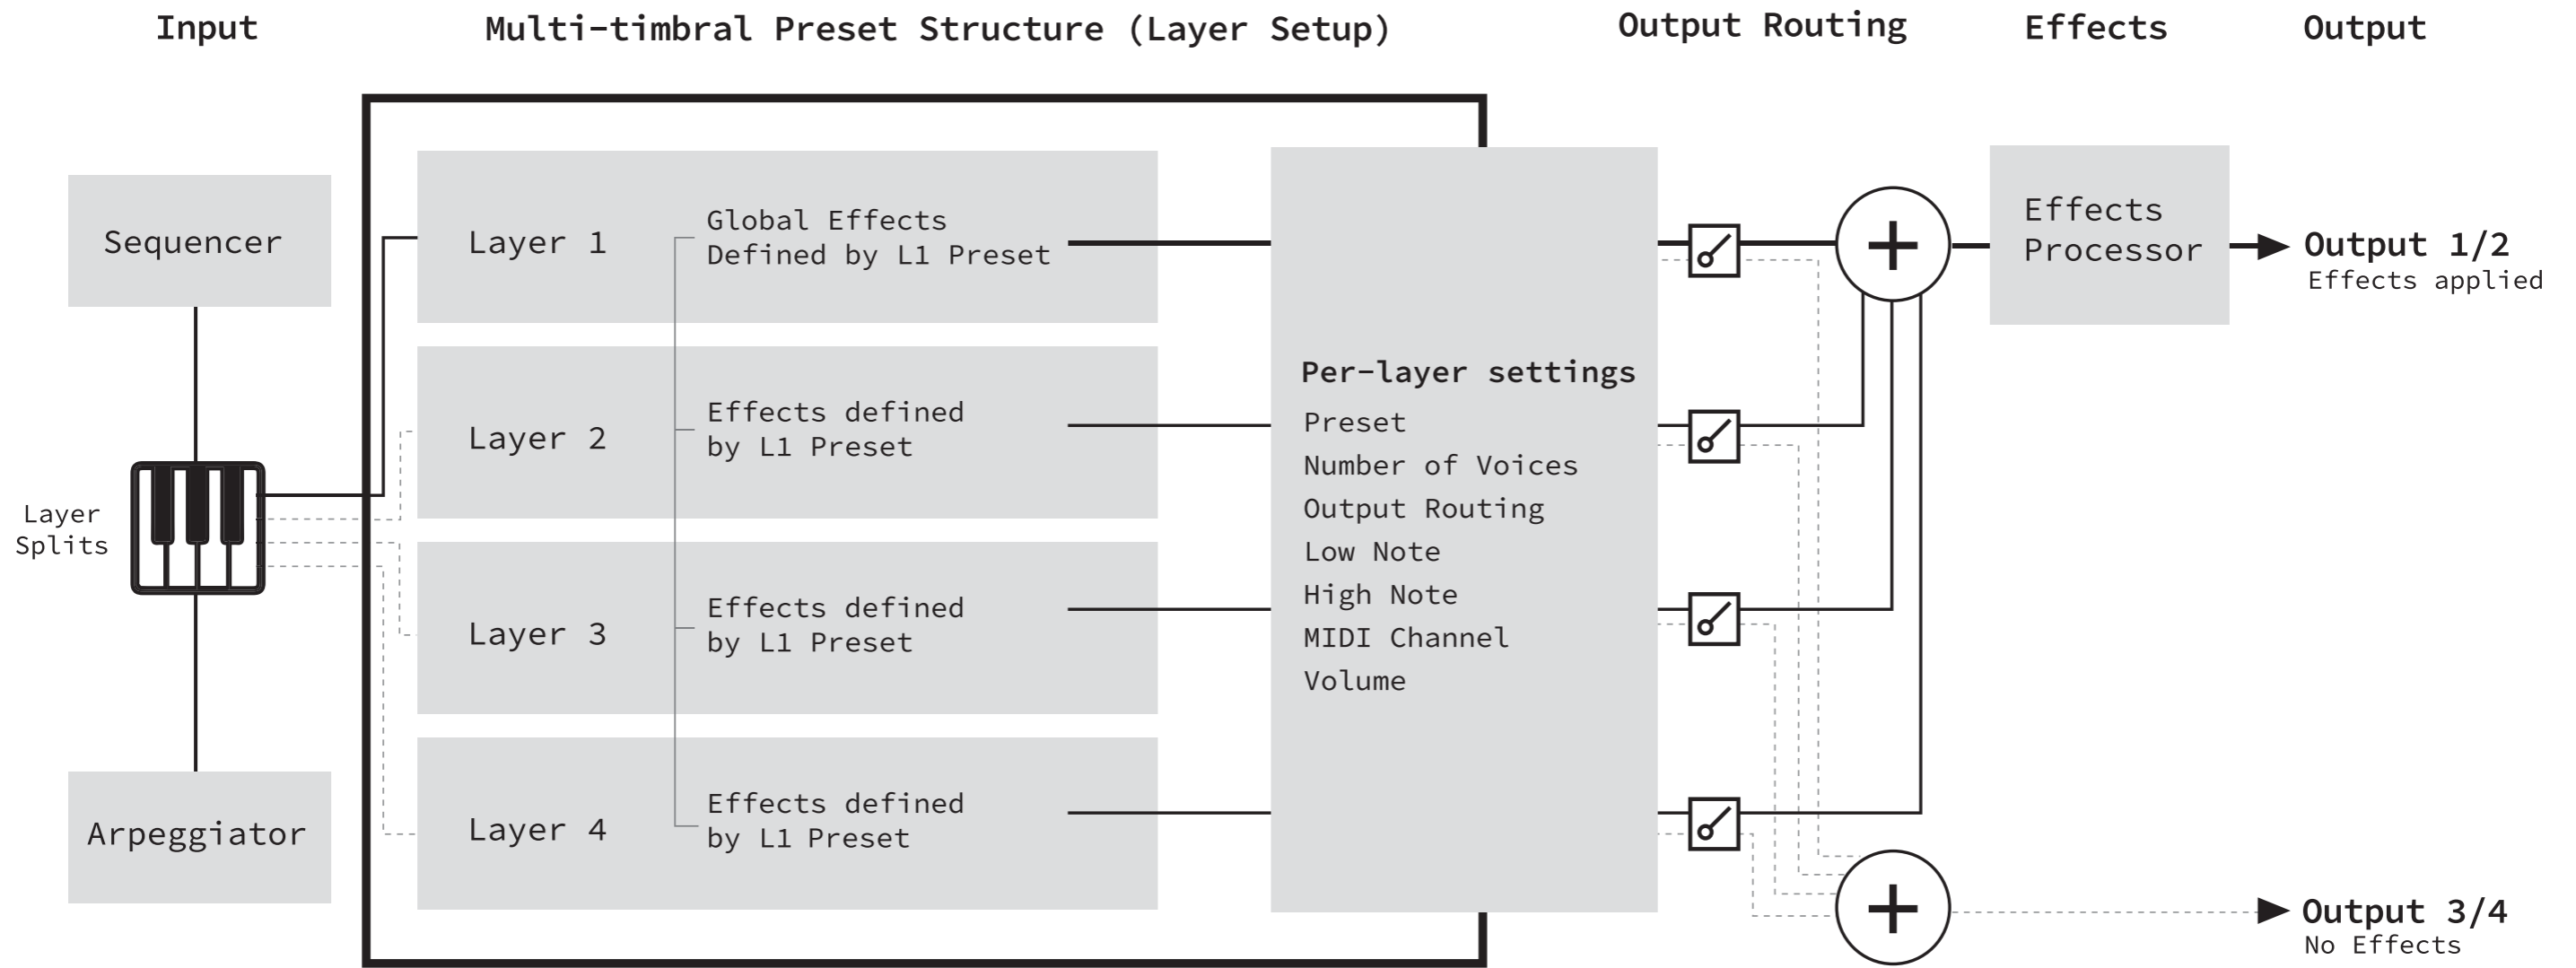 Input
Multi-timbral Preset Structure (Layer Setup)
Output Routing
Effects
Output
Sequencer
Layer
Splits
Arpeggiator
Layer 1
Global Effects
Defined by L1 Preset
Layer 2
Effects defined
by L1 Preset
Layer 3
Effects defined
by L1 Preset
Layer 4
Effects defined
by L1 Preset
Per-layer settings
Preset
Number of Voices
Output Routing
Low Note
High Note
MIDI Channel
Volume
Effects
Processor
Output 1/2
Effects applied
Output 3/4
No Effects